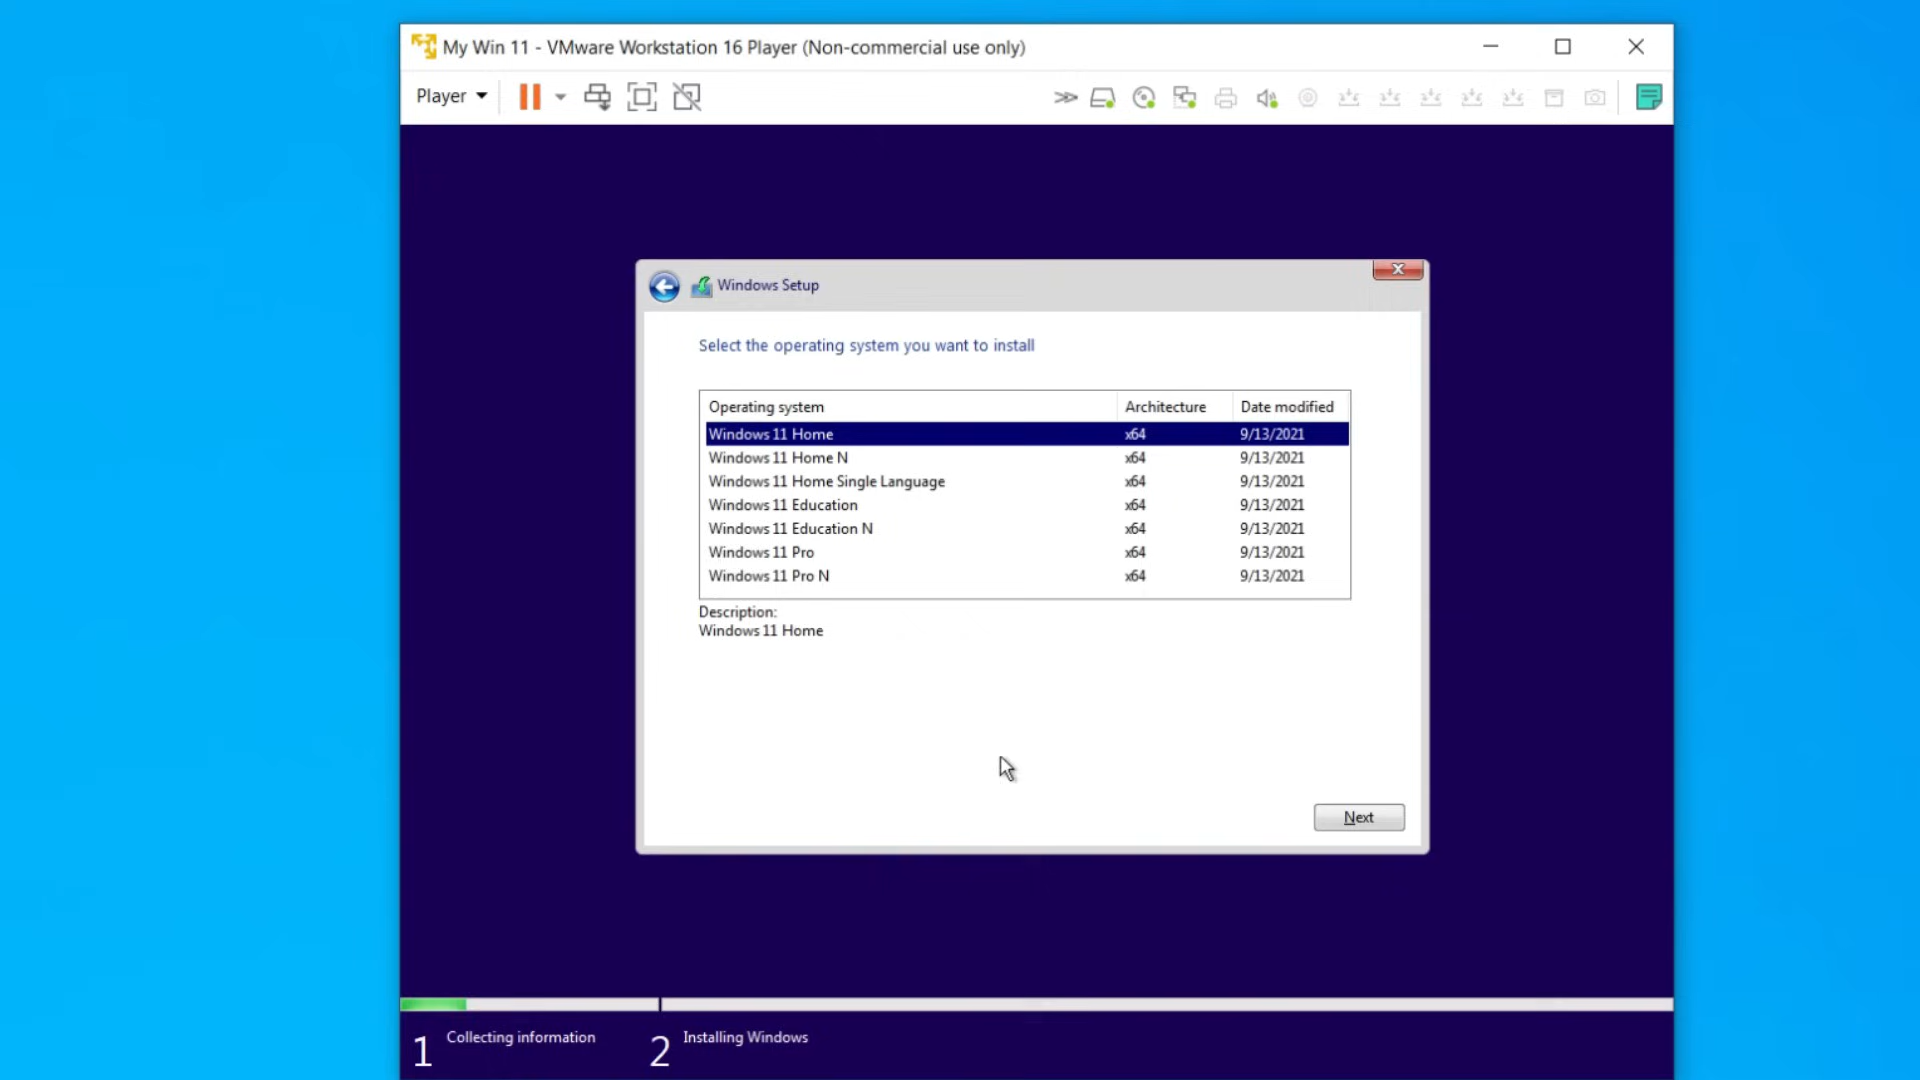 My Win 11 - VMware Workstation 16 Player (Non-commercial use only)
Player
Windows Setup
Select the operating system you want to install
Operating system Architecture Date modified
Windows 11 Home x64 9/13/2021
Windows 11 Home N x64 9/13/2021
Windows 11 Home Single Language x64 9/13/2021
Windows 11 Education x64 9/13/2021
Windows 11 Education N x64 9/13/2021
Windows 11 Pro x64 9/13/2021
Windows 11 Pro N x64 9/13/2021
Description:
Windows 11 Home
Next
1 Collecting information 2 Installing Windows